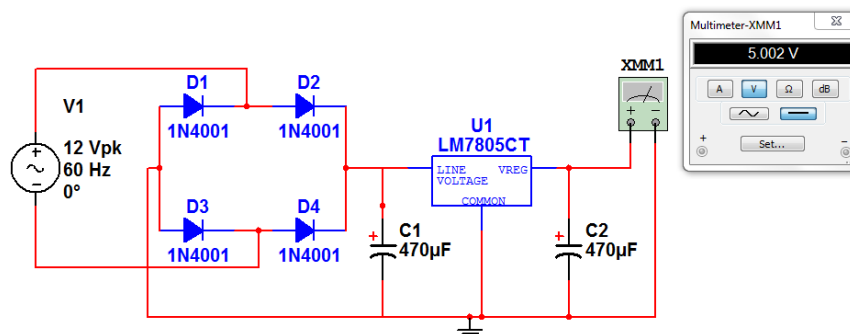 Multimeter-XMM1
5.002 V
A
V
Ω
dB
Set...
+
−
XMM1
+ −
V1
12 Vpk
60 Hz
0°
+
−
D1
1N4001
D2
1N4001
D3
1N4001
D4
1N4001
U1
LM7805CT
LINE VREG
VOLTAGE
COMMON
+
C1
470µF
+
C2
470µF